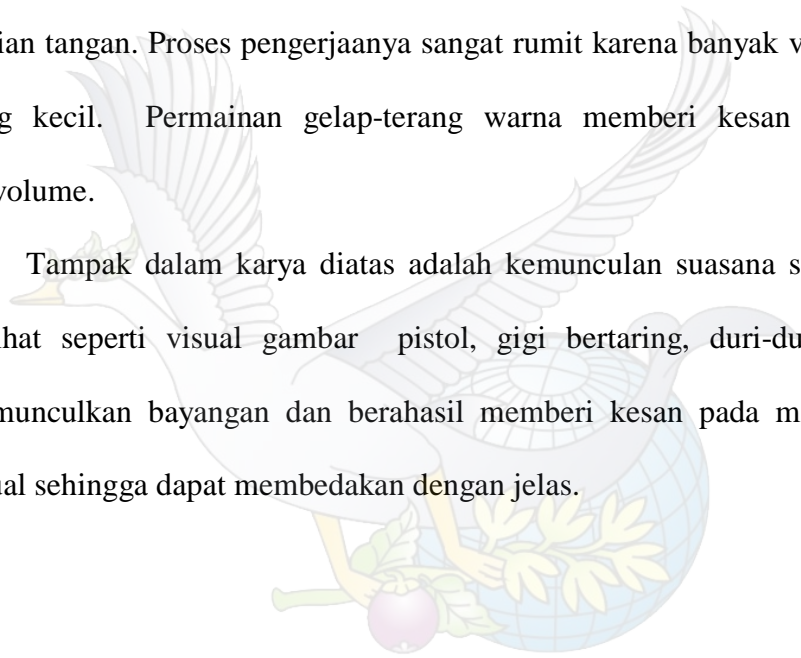 ian tangan. Proses pengerjaanya sangat rumit karena banyak v
g kecil. Permainan gelap-terang warna memberi kesan
volume.
Tampak dalam karya diatas adalah kemunculan suasana s
hat seperti visual gambar pistol, gigi bertaring, duri-du
munculkan bayangan dan berahasil memberi kesan pada m
ual sehingga dapat membedakan dengan jelas.